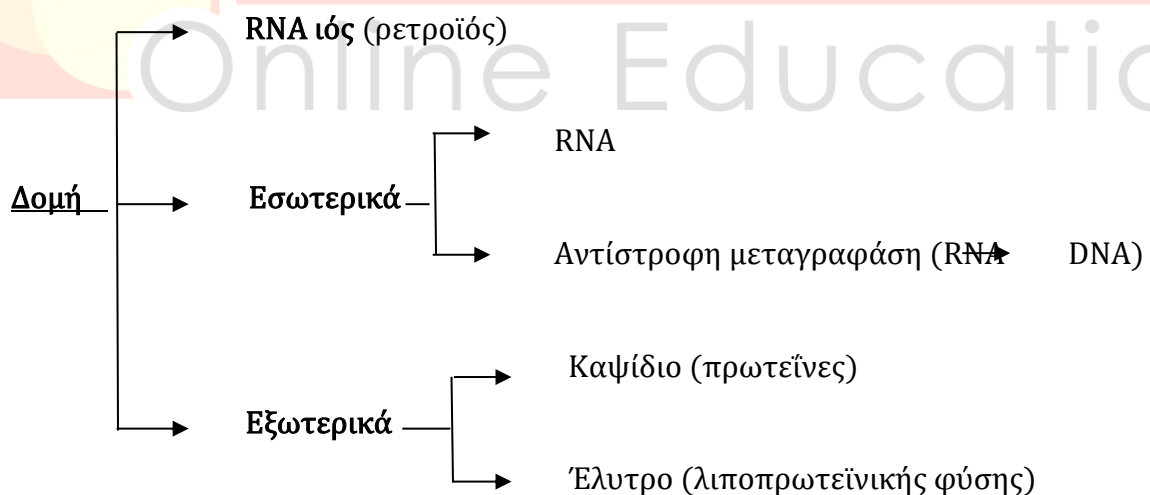 RNA ιός (ρετροϊός)
Online Educatio
RNA
Δομή
Εσωτερικά
Αντίστροφη μεταγραφάση (RNA → DNA)
Καψίδιο (πρωτεΐνες)
Εξωτερικά
Έλυτρο (λιποπρωτεϊνικής φύσης)